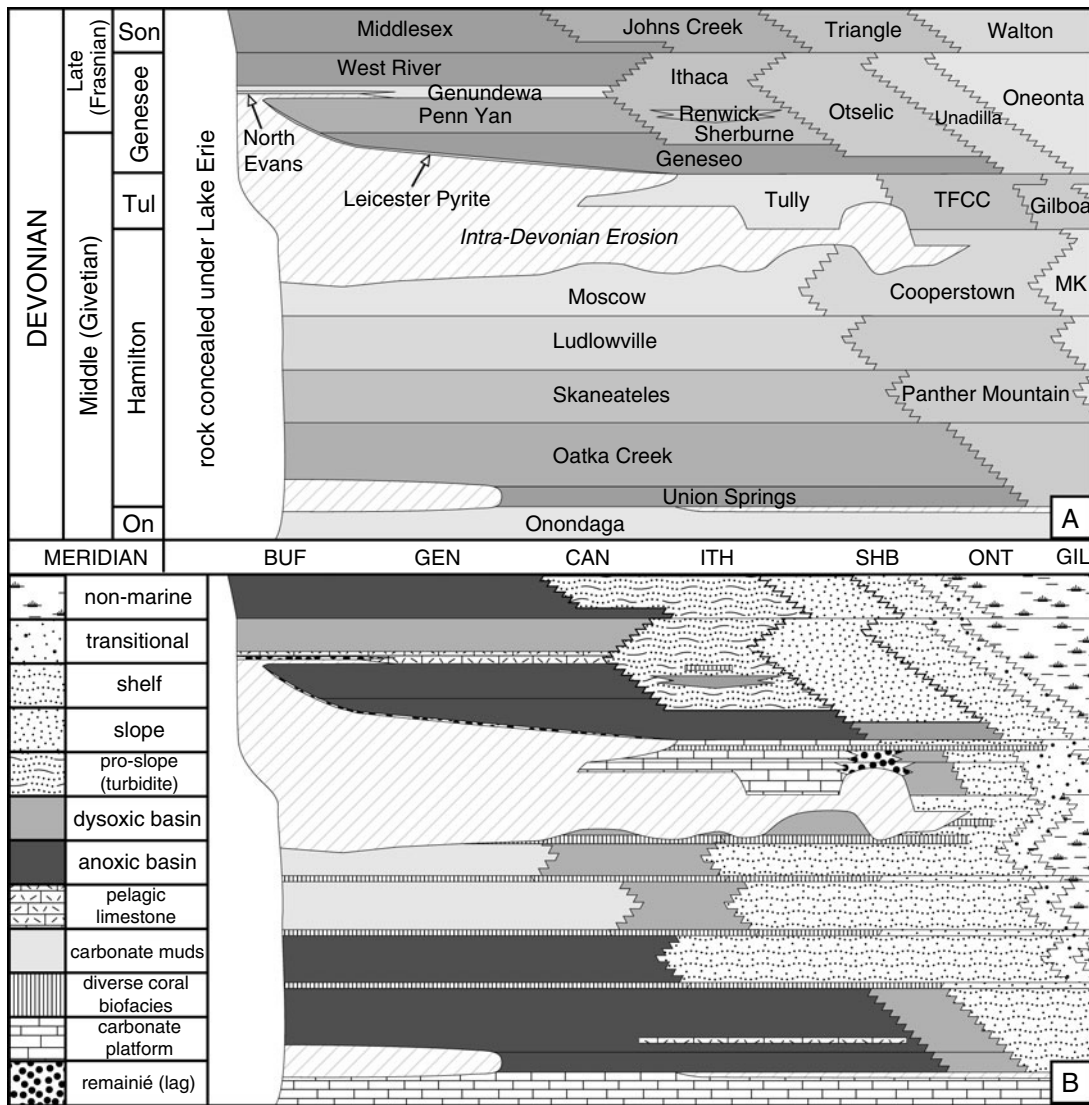 DEVONIAN
Late
(Frasnian)
Middle (Givetian)
Son
Genesee
Tul
Hamilton
On
rock concealed under Lake Erie
Middlesex
Johns Creek
Triangle
Walton
West River
Ithaca
Genundewa
Oneonta
Penn Yan
Renwick
Otselic
Unadilla
North
Evans
Sherburne
Geneseo
Leicester Pyrite
Tully
TFCC
Gilboa
Intra-Devonian Erosion
Moscow
Cooperstown
MK
Ludlowville
Skaneateles
Panther Mountain
Oatka Creek
Union Springs
Onondaga
A
MERIDIAN
BUF
GEN
CAN
ITH
SHB
ONT
GIL
non-marine
transitional
shelf
slope
pro-slope
(turbidite)
dysoxic basin
anoxic basin
pelagic
limestone
carbonate muds
diverse coral
biofacies
carbonate
platform
remainié (lag)
B